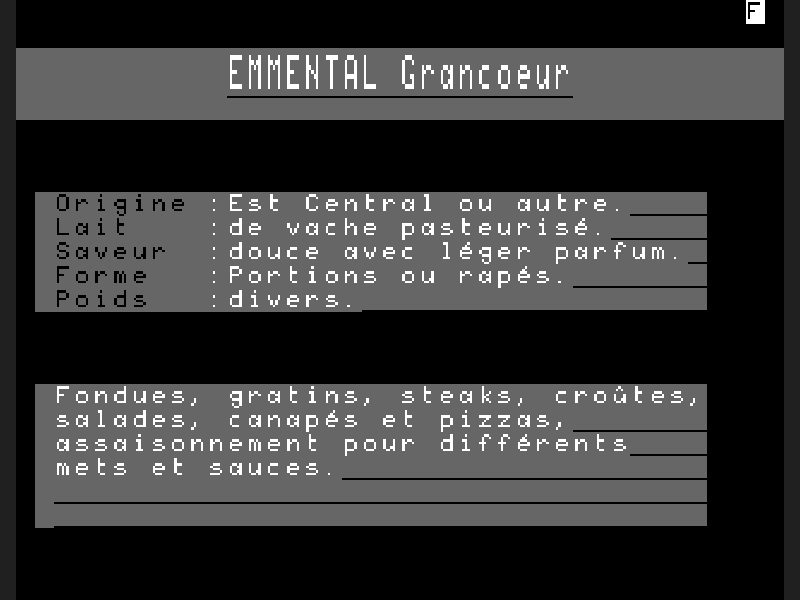 F
EMMENTAL Grancoeur
Origine :Est Central ou autre.
Lait :de vache pasteurisé.
Saveur :douce avec léger parfum.
Forme :Portions ou rapés.
Poids :divers.
Fondues, gratins, steaks, croûtes,
salades, canapés et pizzas,
assaisonnement pour différents
mets et sauces.